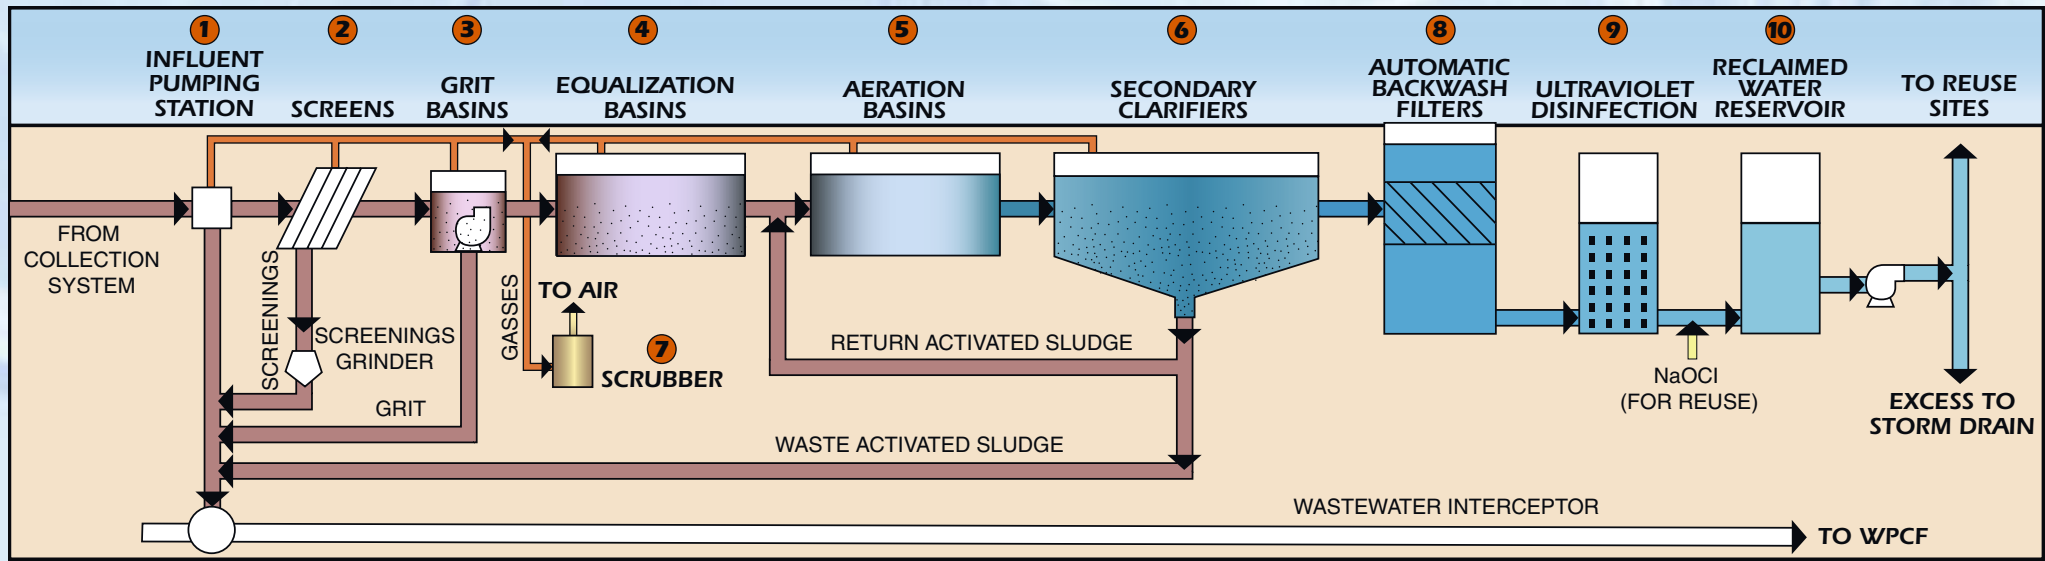 1
INFLUENT
PUMPING
STATION
2
SCREENS
3
GRIT
BASINS
4
EQUALIZATION
BASINS
5
AERATION
BASINS
6
SECONDARY
CLARIFIERS
8
AUTOMATIC
BACKWASH
FILTERS
9
ULTRAVIOLET
DISINFECTION
10
RECLAIMED
WATER
RESERVOIR
TO REUSE
SITES
FROM
COLLECTION
SYSTEM
SCREENINGS
SCREENINGS
GRINDER
GRIT
GASSES
TO AIR
7
SCRUBBER
RETURN ACTIVATED SLUDGE
WASTE ACTIVATED SLUDGE
NaOCl
(FOR REUSE)
EXCESS TO
STORM DRAIN
WASTEWATER INTERCEPTOR
TO WPCF